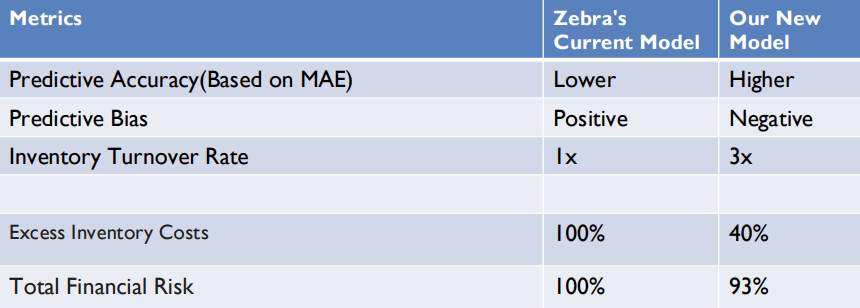 Metrics Zebra's Our New
Current Model Model
Predictive Accuracy(Based on MAE) Lower Higher
Predictive Bias Positive Negative
Inventory Turnover Rate 1x 3x
Excess Inventory Costs 100% 40%
Total Financial Risk 100% 93%